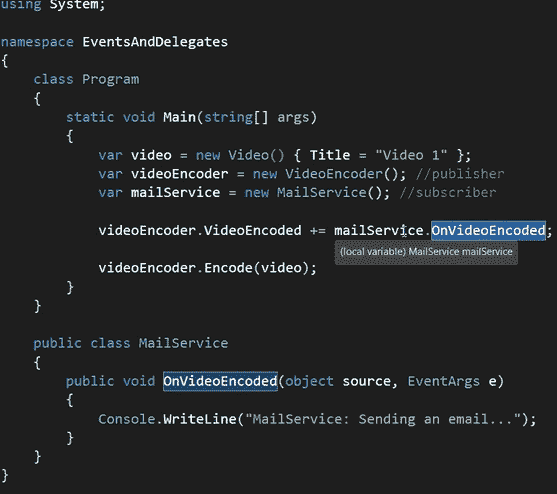 using System;
namespace EventsAndDelegates
{
class Program
{
static void Main(string[] args)
{
var video = new Video() { Title = "Video 1" };
var videoEncoder = new VideoEncoder(); //publisher
var mailService = new MailService(); //subscriber
videoEncoder.VideoEncoded += mailService.OnVideoEncoded;
(local variable) MailService mailService
videoEncoder.Encode(video);
}
}
public class MailService
{
public void OnVideoEncoded(object source, EventArgs e)
{
Console.WriteLine("MailService: Sending an email...");
}
}
}